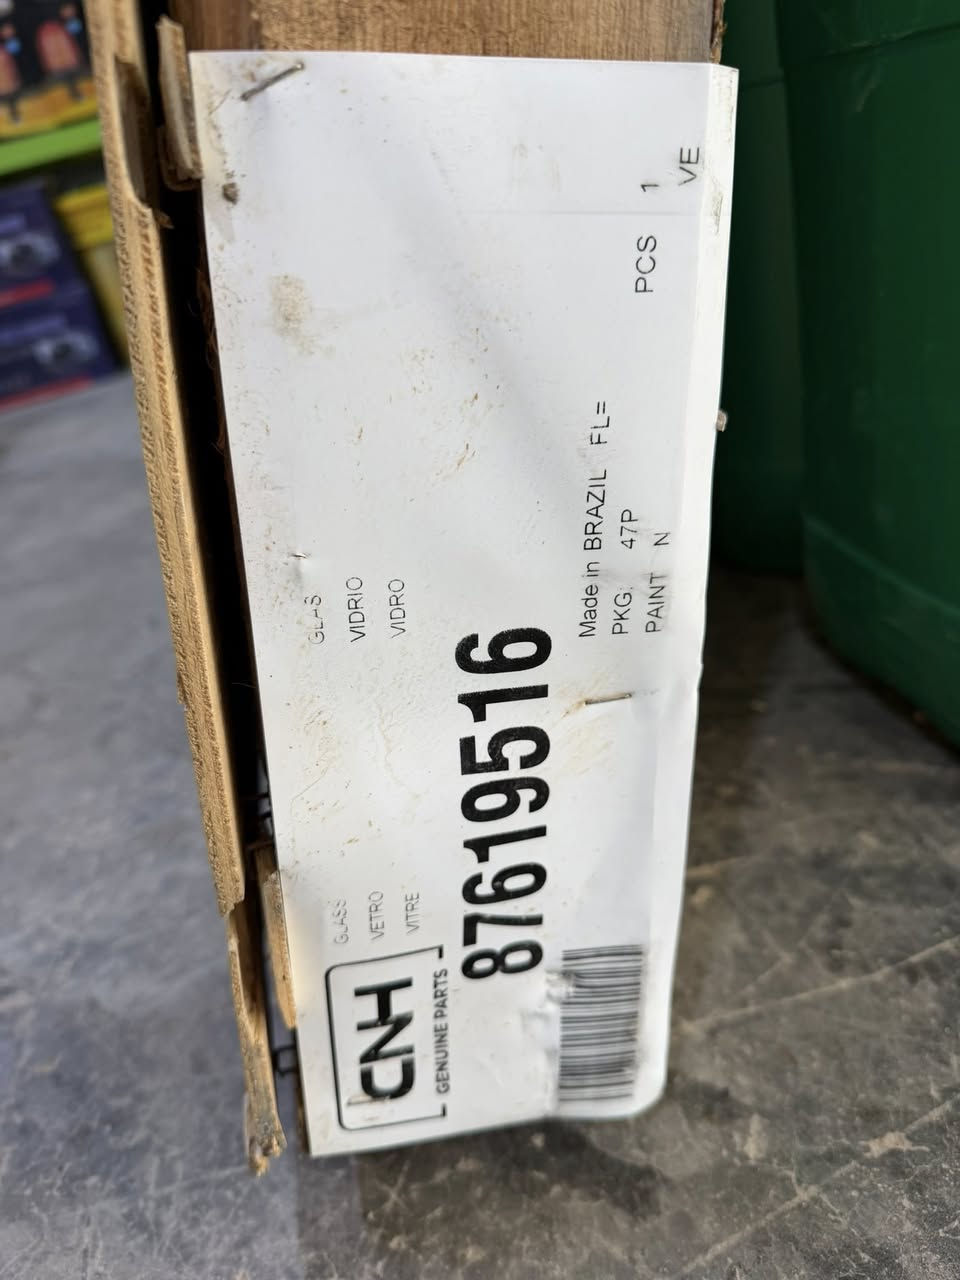 CNH
GENUINE PARTS
GLASS GLAS
VETRO VIDRIO
VITRE VIDRO
87619516
Made in BRAZIL FL=
PKG. 47P PCS 1
PAINT N VE